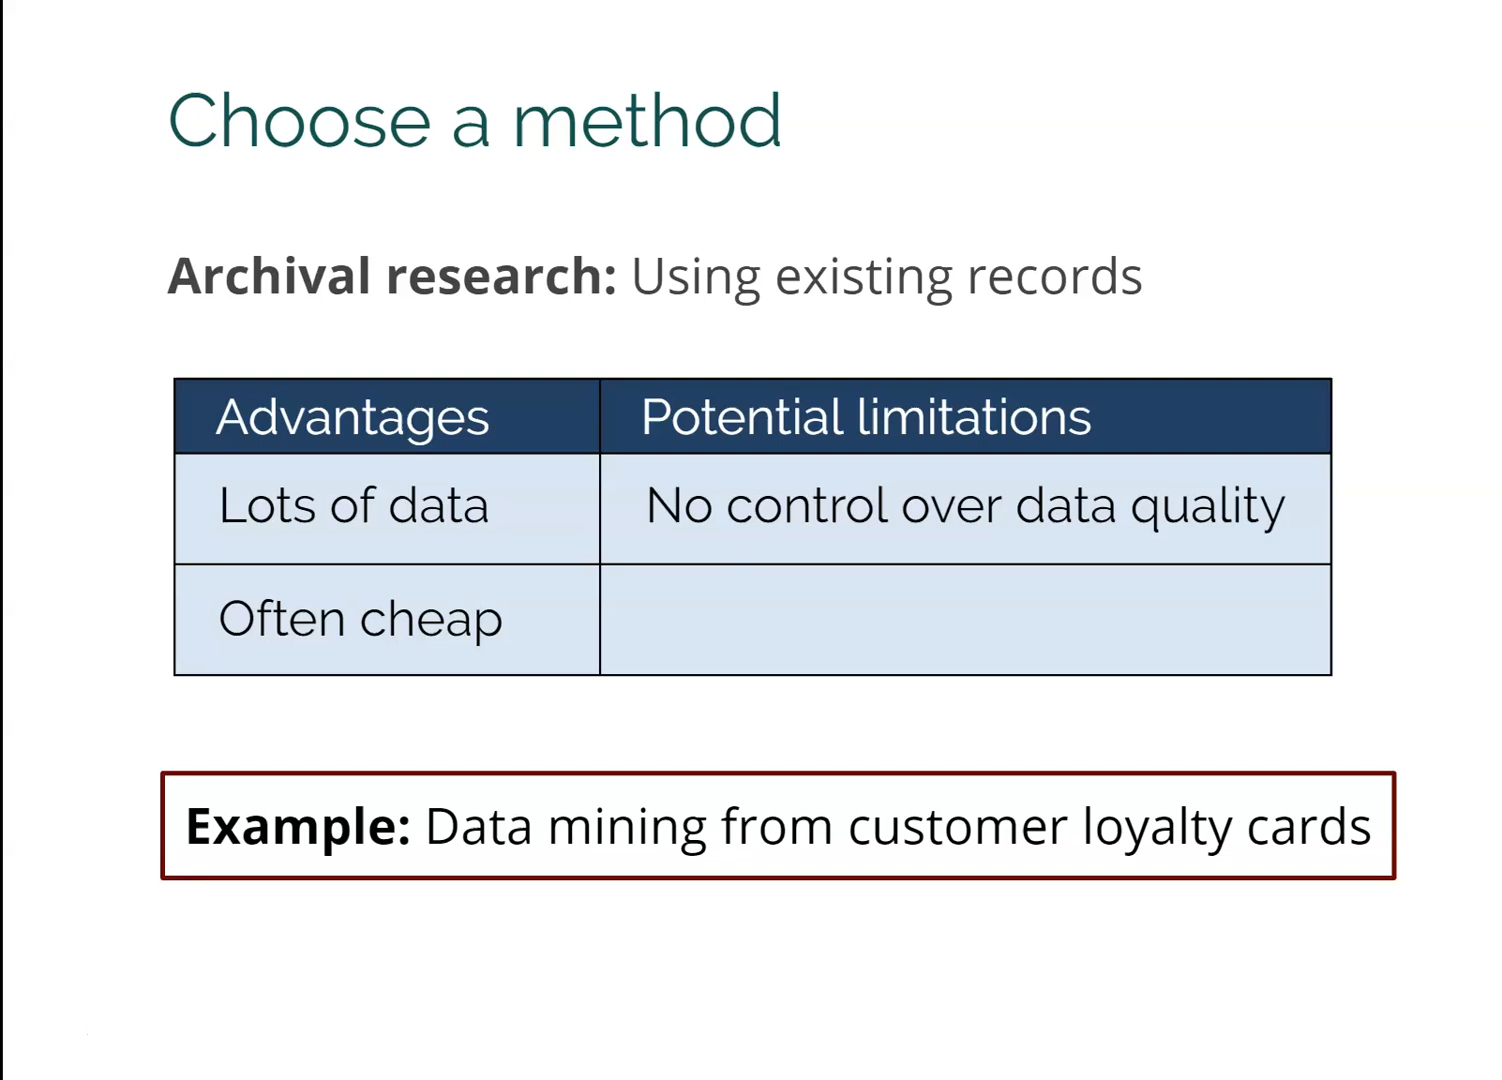 Choose a method
Archival research: Using existing records
Advantages
Potential limitations
Lots of data
No control over data quality
Often cheap
Example: Data mining from customer loyalty cards